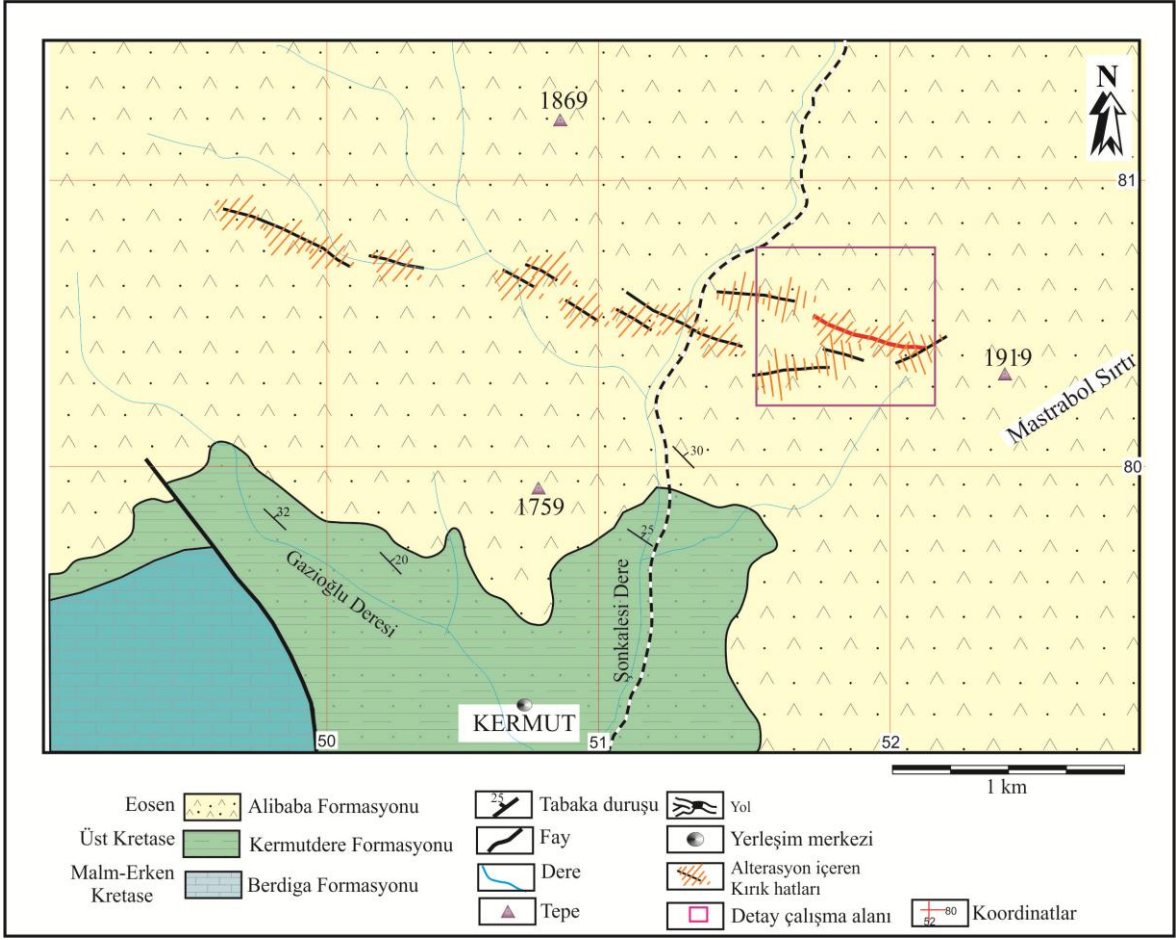 N
1869
81
1919
Mastrabol Sırtı
30
80
1759
25
32
20
Gazioğlu Deresi
Şonkalesi Dere
KERMUT
50
51
52
1 km
Eosen
Alibaba Formasyonu
Üst Kretase
Kermutdere Formasyonu
Malm-Erken
Kretase
Berdiga Formasyonu
25
Tabaka duruşu
Fay
Dere
Tepe
Yol
Yerleşim merkezi
Alterasyon içeren
Kırık hatları
Detay çalışma alanı
80
52
Koordinatlar